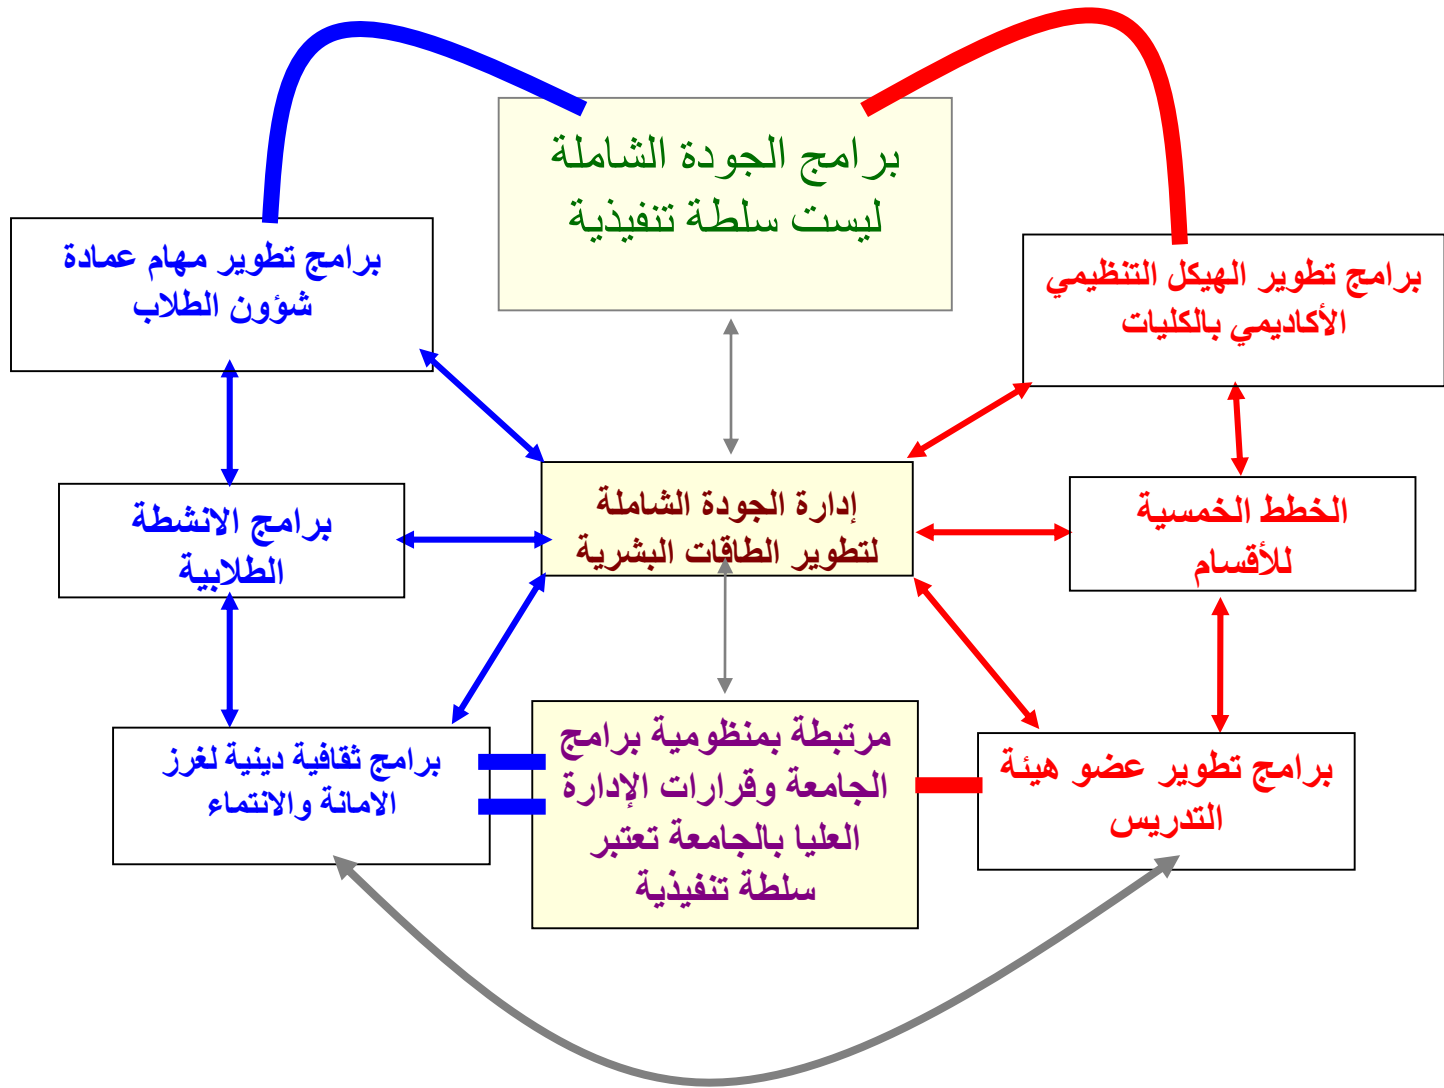 برامج الجودة الشاملة
ليست سلطة تنفيذية
برامج تطوير الهيكل التنظيمي
الأكاديمي بالكليات
برامج تطوير مهام عمادة
شؤون الطلاب
إدارة الجودة الشاملة
لتطوير الطاقات البشرية
الخطط الخمسية
للأقسام
برامج الانشطة
الطلابية
برامج تطوير عضو هيئة
التدريس
مرتبطة بمنظومية برامج
الجامعة وقرارات الإدارة
العليا بالجامعة تعتبر
سلطة تنفيذية
برامج ثقافية دينية لغرز
الامانة والانتماء